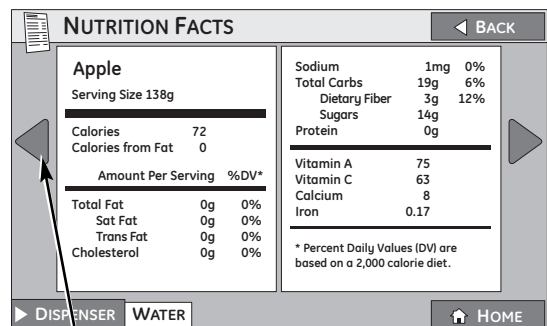 NUTRITION FACTS
BACK
Apple
Serving Size 138g
Calories 72
Calories from Fat 0
Amount Per Serving %DV*
Total Fat 0g 0%
Sat Fat 0g 0%
Trans Fat 0g 0%
Cholesterol 0g 0%
Sodium 1mg 0%
Total Carbs 19g 6%
Dietary Fiber 3g 12%
Sugars 14g
Protein 0g
Vitamin A 75
Vitamin C 63
Calcium 8
Iron 0.17
* Percent Daily Values (DV) are
based on a 2,000 calorie diet.
DISPENSER WATER
HOME